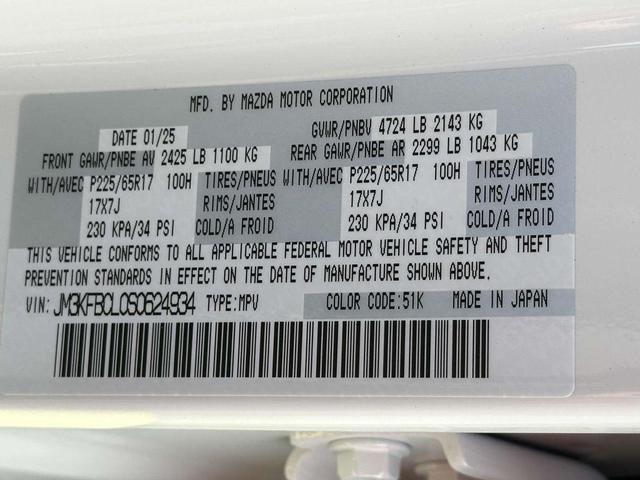 MFD. BY MAZDA MOTOR CORPORATION
DATE 01/25 GVWR/PNBV 4724 LB 2143 KG
FRONT GAWR/PNBE AV 2425 LB 1100 KG REAR GAWR/PNBE AR 2299 LB 1043 KG
WITH/AVEC P225/65R17 100H TIRES/PNEUS WITH/AVEC P225/65R17 100H TIRES/PNEUS
17X7J RIMS/JANTES 17X7J RIMS/JANTES
230 KPA/34 PSI COLD/A FROID 230 KPA/34 PSI COLD/A FROID
THIS VEHICLE CONFORMS TO ALL APPLICABLE FEDERAL MOTOR VEHICLE SAFETY AND THEFT
PREVENTION STANDARDS IN EFFECT ON THE DATE OF MANUFACTURE SHOWN ABOVE.
VIN: JM3KFBCL0S0624934 TYPE:MPV COLOR CODE:51K MADE IN JAPAN